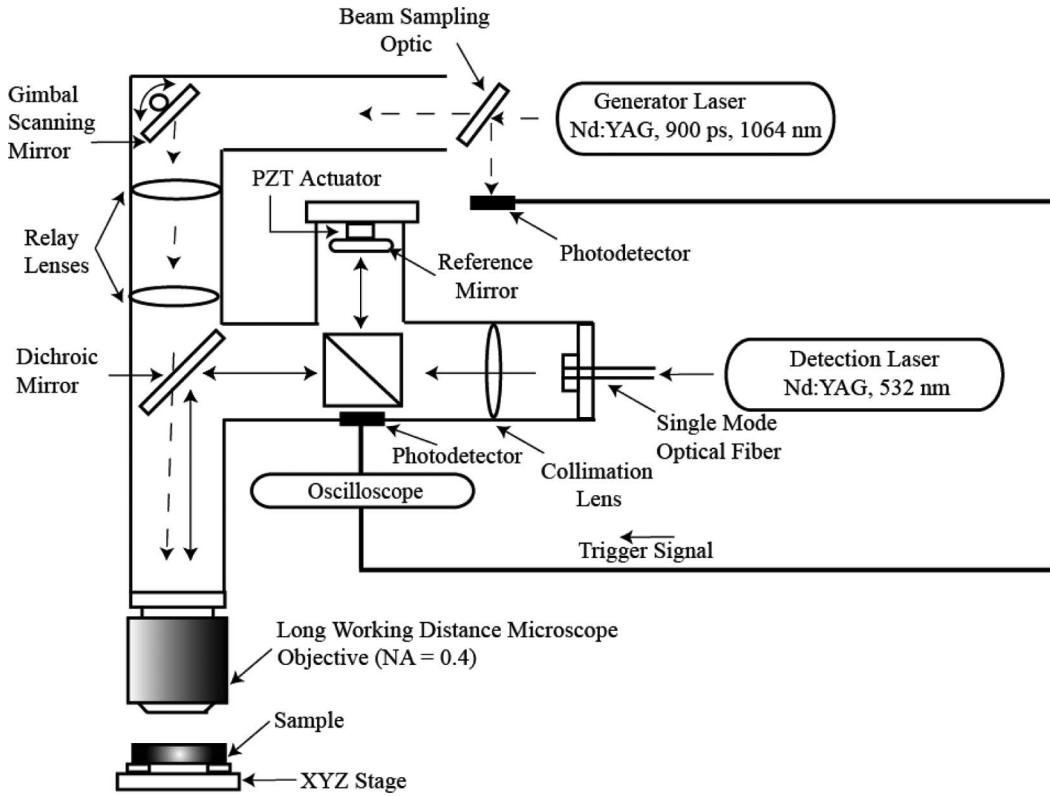 Beam Sampling
Optic
Gimbal
Scanning
Mirror
Generator Laser
Nd:YAG, 900 ps, 1064 nm
PZT Actuator
Photodetector
Relay
Lenses
Reference
Mirror
Dichroic
Mirror
Detection Laser
Nd:YAG, 532 nm
Single Mode
Optical Fiber
Photodetector
Collimation
Lens
Oscilloscope
Trigger Signal
Long Working Distance Microscope
Objective (NA = 0.4)
Sample
XYZ Stage